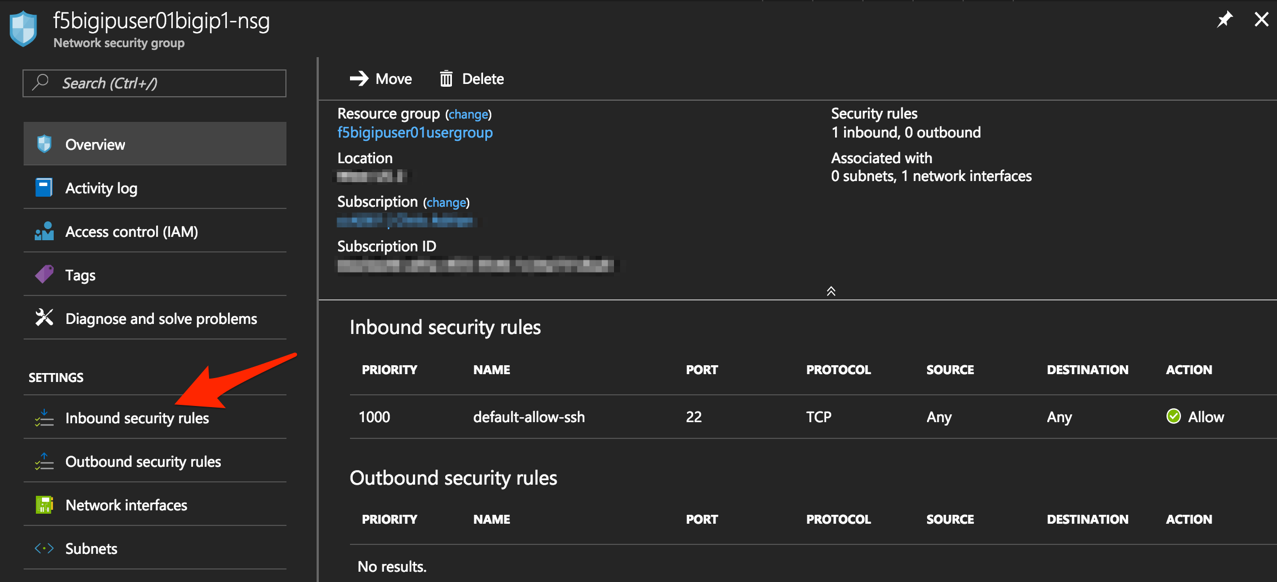 f5bigipuser01bigip1-nsg
Network security group
Search (Ctrl+/)
Overview
Activity log
Access control (IAM)
Tags
Diagnose and solve problems
SETTINGS
Inbound security rules
Outbound security rules
Network interfaces
Subnets
Move Delete
Resource group (change)
f5bigipuser01usergroup
Location
Subscription (change)
Subscription ID
Security rules
1 inbound, 0 outbound
Associated with
0 subnets, 1 network interfaces
Inbound security rules
PRIORITY NAME PORT PROTOCOL SOURCE DESTINATION ACTION
1000 default-allow-ssh 22 TCP Any Any Allow
Outbound security rules
PRIORITY NAME PORT PROTOCOL SOURCE DESTINATION ACTION
No results.